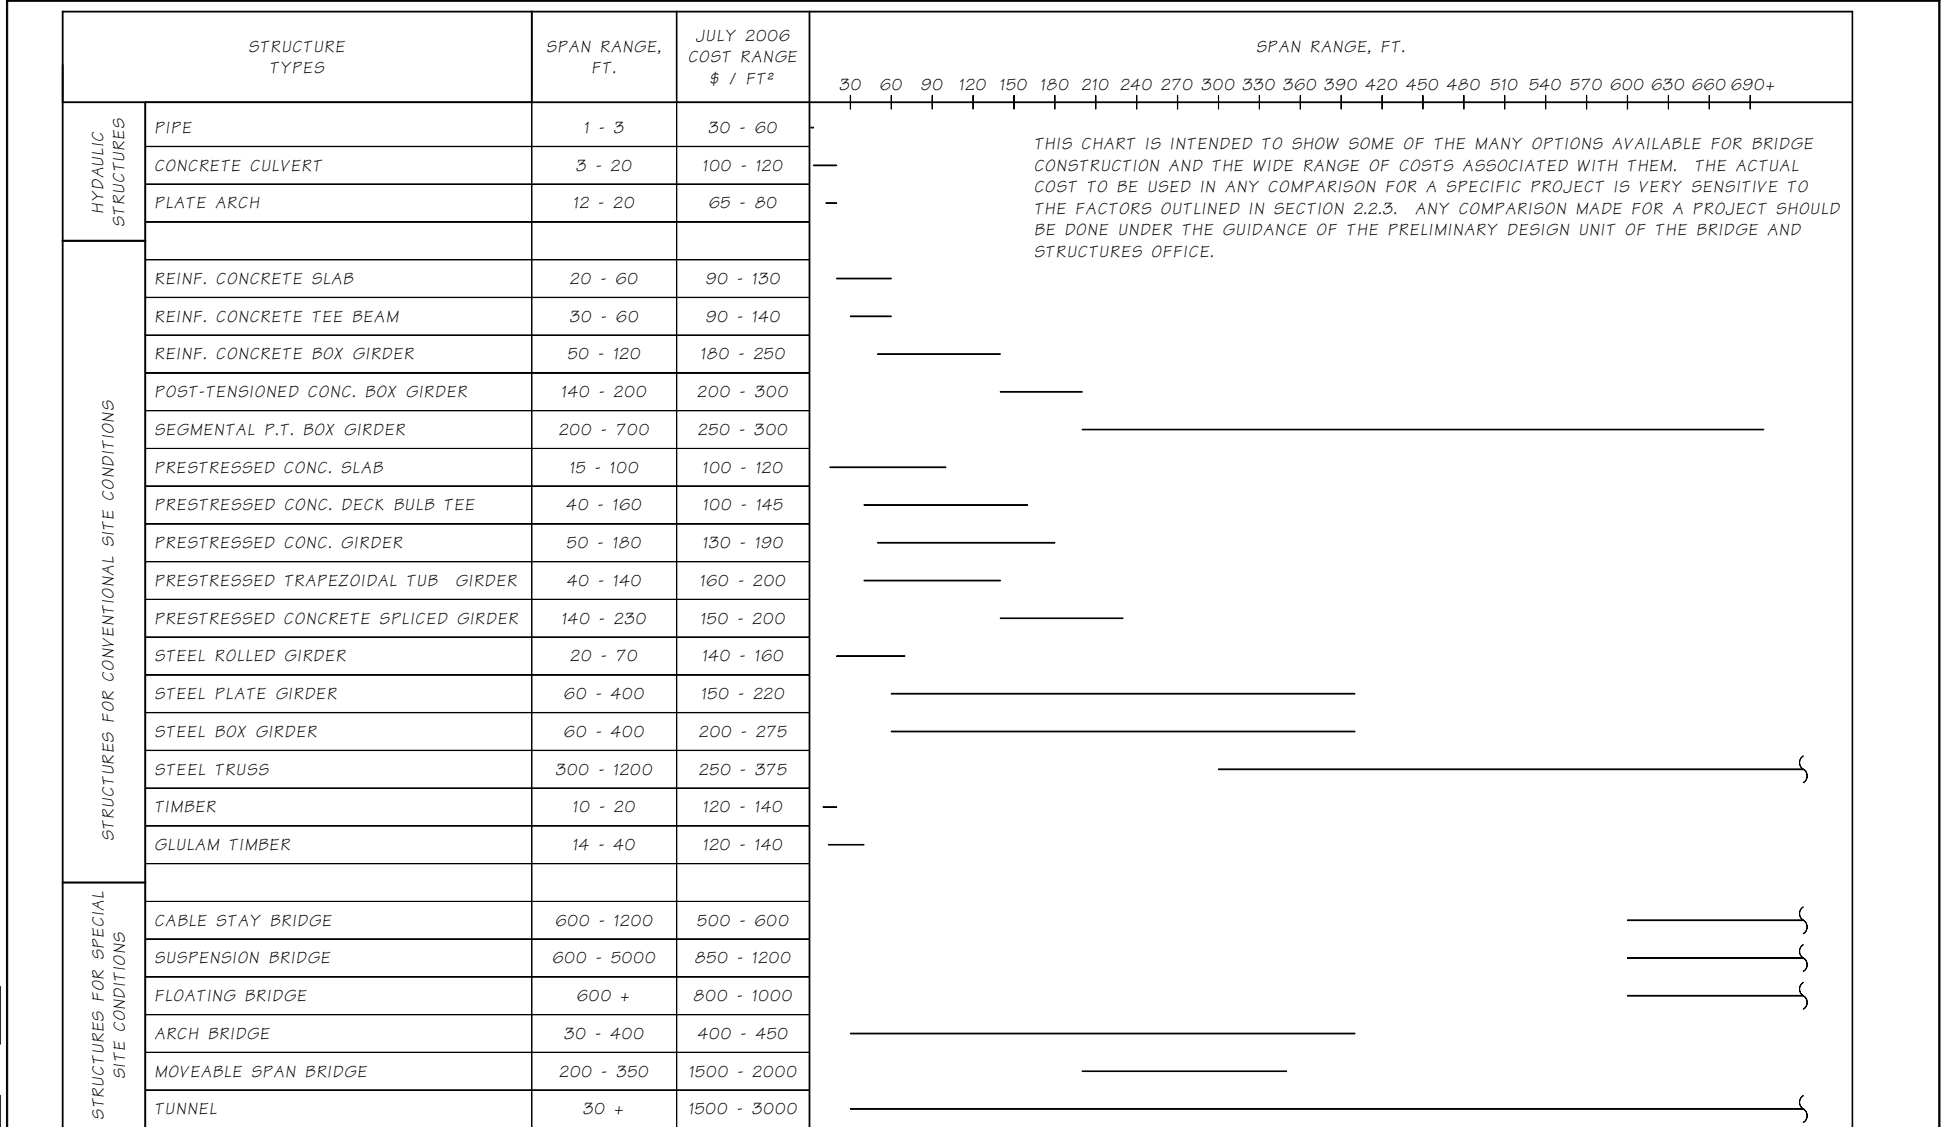 STRUCTURE
TYPES
SPAN RANGE,
FT.
JULY 2006
COST RANGE
$ / FT²
SPAN RANGE, FT.
30 60 90 120 150 180 210 240 270 300 330 360 390 420 450 480 510 540 570 600 630 660 690+
HYDAULIC
STRUCTURES
PIPE 1 - 3 30 - 60
CONCRETE CULVERT 3 - 20 100 - 120
PLATE ARCH 12 - 20 65 - 80
THIS CHART IS INTENDED TO SHOW SOME OF THE MANY OPTIONS AVAILABLE FOR BRIDGE
CONSTRUCTION AND THE WIDE RANGE OF COSTS ASSOCIATED WITH THEM. THE ACTUAL
COST TO BE USED IN ANY COMPARISON FOR A SPECIFIC PROJECT IS VERY SENSITIVE TO
THE FACTORS OUTLINED IN SECTION 2.2.3. ANY COMPARISON MADE FOR A PROJECT SHOULD
BE DONE UNDER THE GUIDANCE OF THE PRELIMINARY DESIGN UNIT OF THE BRIDGE AND
STRUCTURES OFFICE.
STRUCTURES FOR CONVENTIONAL SITE CONDITIONS
REINF. CONCRETE SLAB 20 - 60 90 - 130
REINF. CONCRETE TEE BEAM 30 - 60 90 - 140
REINF. CONCRETE BOX GIRDER 50 - 120 180 - 250
POST-TENSIONED CONC. BOX GIRDER 140 - 200 200 - 300
SEGMENTAL P.T. BOX GIRDER 200 - 700 250 - 300
PRESTRESSED CONC. SLAB 15 - 100 100 - 120
PRESTRESSED CONC. DECK BULB TEE 40 - 160 100 - 145
PRESTRESSED CONC. GIRDER 50 - 180 130 - 190
PRESTRESSED TRAPEZOIDAL TUB GIRDER 40 - 140 160 - 200
PRESTRESSED CONCRETE SPLICED GIRDER 140 - 230 150 - 200
STEEL ROLLED GIRDER 20 - 70 140 - 160
STEEL PLATE GIRDER 60 - 400 150 - 220
STEEL BOX GIRDER 60 - 400 200 - 275
STEEL TRUSS 300 - 1200 250 - 375
TIMBER 10 - 20 120 - 140
GLULAM TIMBER 14 - 40 120 - 140
STRUCTURES FOR SPECIAL
SITE CONDITIONS
CABLE STAY BRIDGE 600 - 1200 500 - 600
SUSPENSION BRIDGE 600 - 5000 850 - 1200
FLOATING BRIDGE 600 + 800 - 1000
ARCH BRIDGE 30 - 400 400 - 450
MOVEABLE SPAN BRIDGE 200 - 350 1500 - 2000
TUNNEL 30 + 1500 - 3000